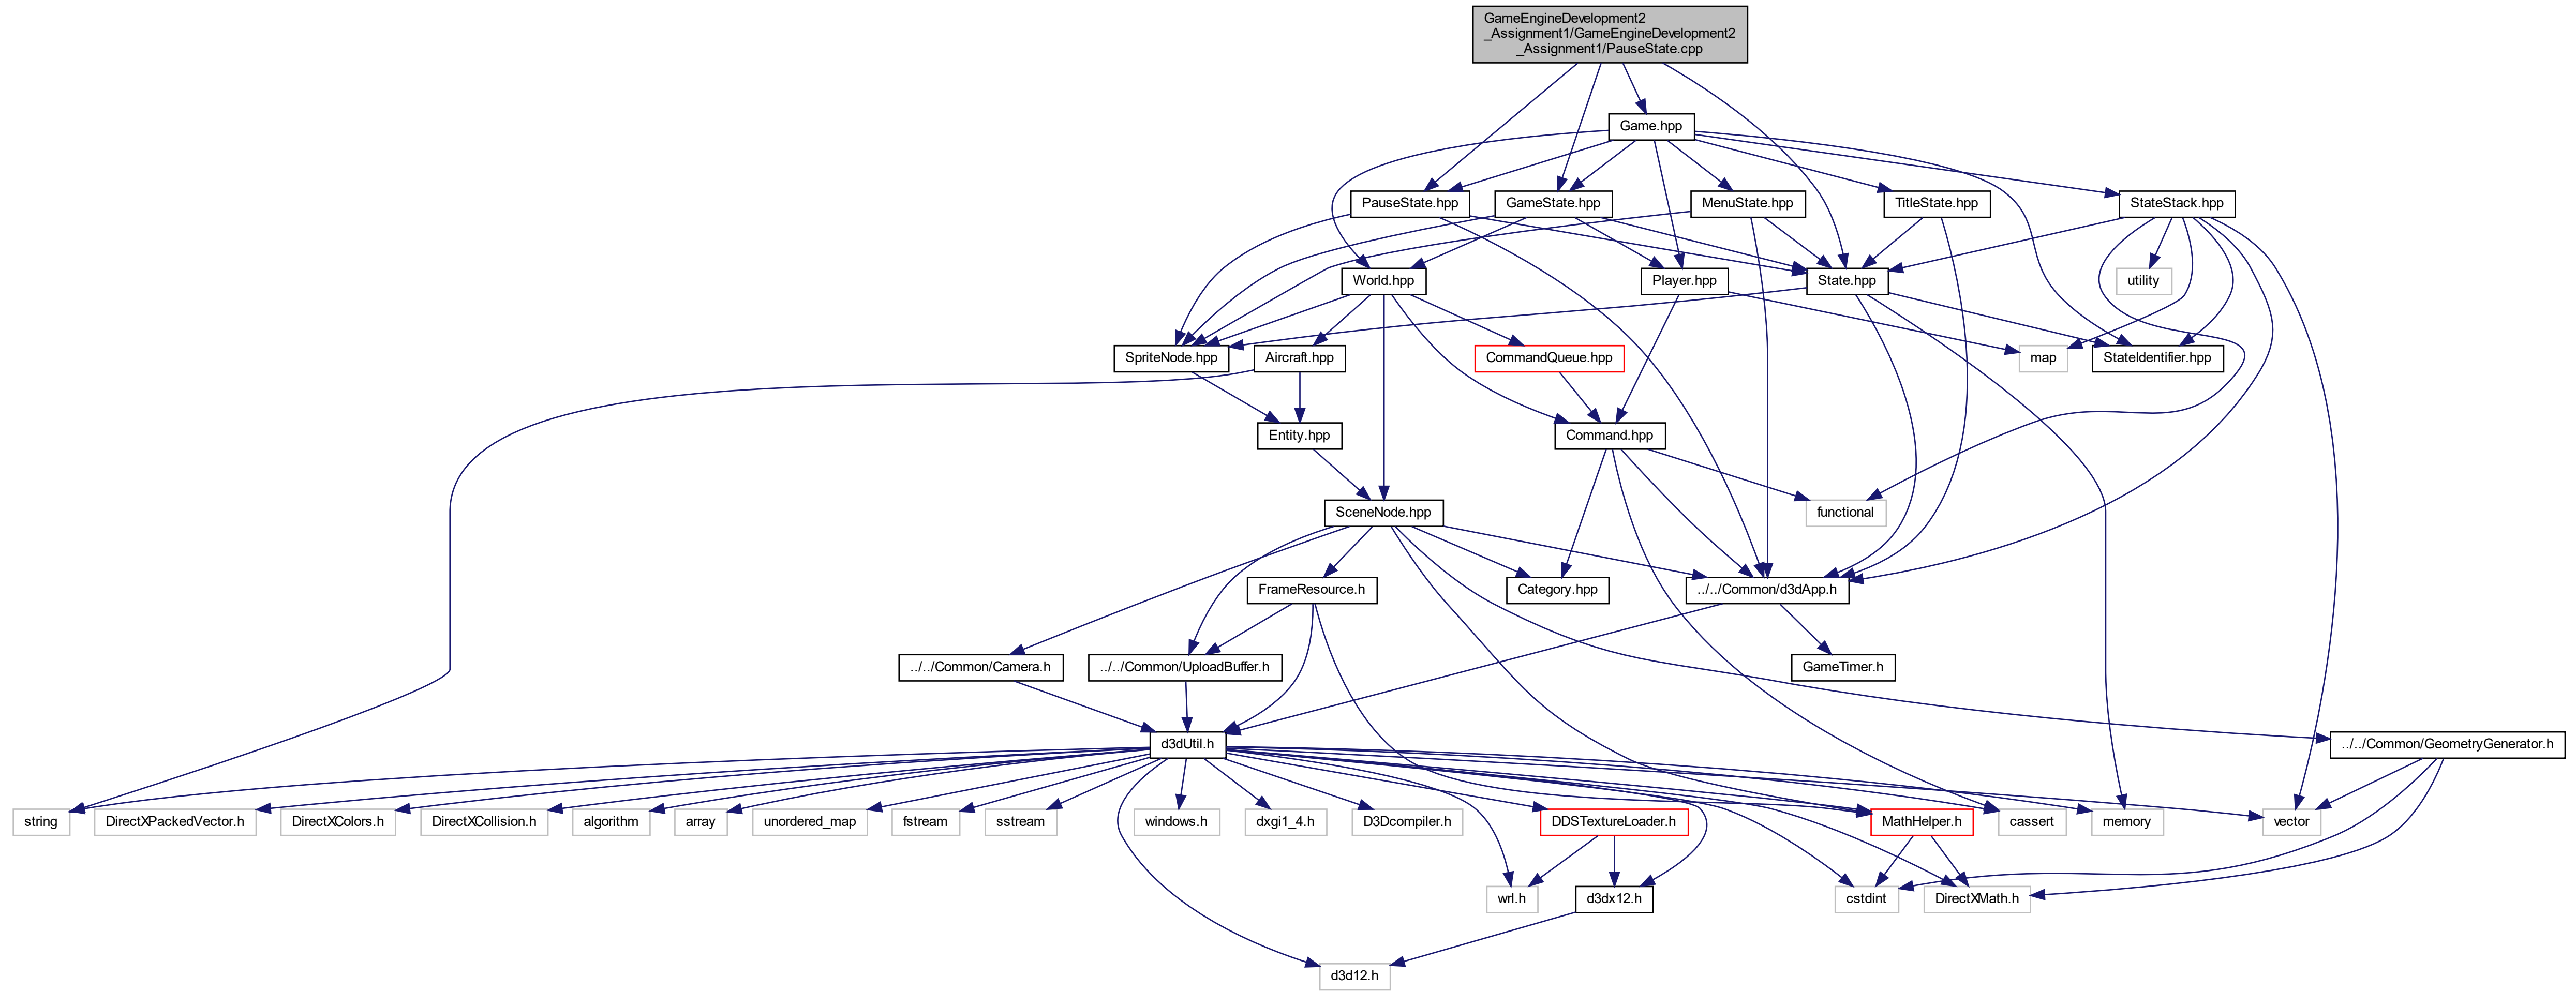 GameEngineDevelopment2
_Assignment1/GameEngineDevelopment2
_Assignment1/PauseState.cpp
Game.hpp
PauseState.hpp
GameState.hpp
MenuState.hpp
TitleState.hpp
StateStack.hpp
World.hpp
Player.hpp
State.hpp
utility
SpriteNode.hpp
Aircraft.hpp
CommandQueue.hpp
map
StateIdentifier.hpp
Entity.hpp
Command.hpp
SceneNode.hpp
functional
FrameResource.h
Category.hpp
../../Common/d3dApp.h
../../Common/Camera.h
../../Common/UploadBuffer.h
GameTimer.h
d3dUtil.h
../../Common/GeometryGenerator.h
string
DirectXPackedVector.h
DirectXColors.h
DirectXCollision.h
algorithm
array
unordered_map
fstream
sstream
windows.h
dxgi1_4.h
D3Dcompiler.h
DDSTextureLoader.h
MathHelper.h
cassert
memory
vector
wrl.h
d3dx12.h
cstdint
DirectXMath.h
d3d12.h